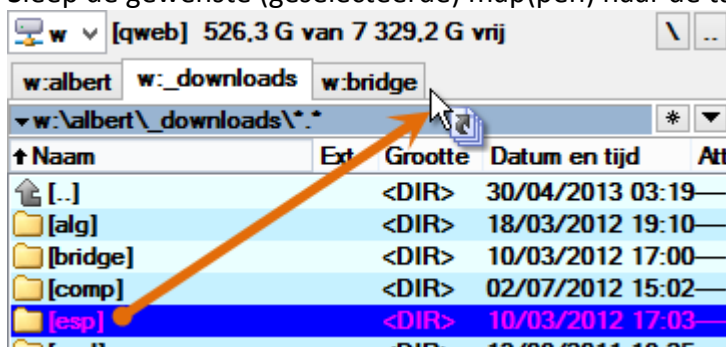 w [qweb] 526,3 G van 7 329,2 G vrij \ ..
w:albert w:_downloads w:bridge
w:\albert\_downloads\*.* *
Naam Ext Grootte Datum en tijd Att
[..] <DIR> 30/04/2013 03:19—
[alg] <DIR> 18/03/2012 19:10—
[bridge] <DIR> 10/03/2012 17:00—
[comp] <DIR> 02/07/2012 15:02—
[esp] <DIR> 10/03/2012 17:03—